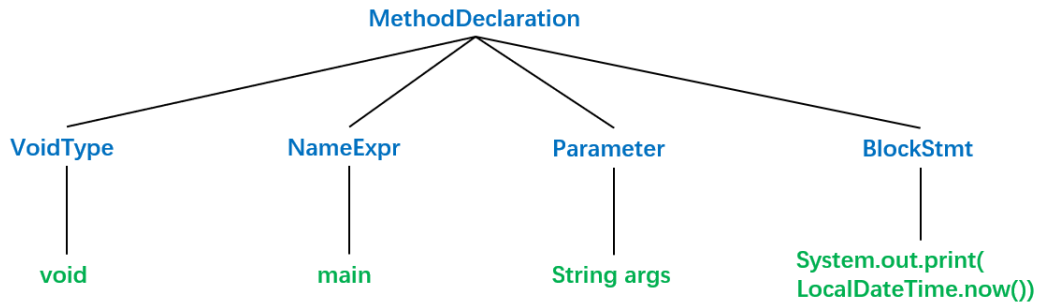 MethodDeclaration
VoidType
NameExpr
Parameter
BlockStmt
void
main
String args
System.out.print(
LocalDateTime.now())